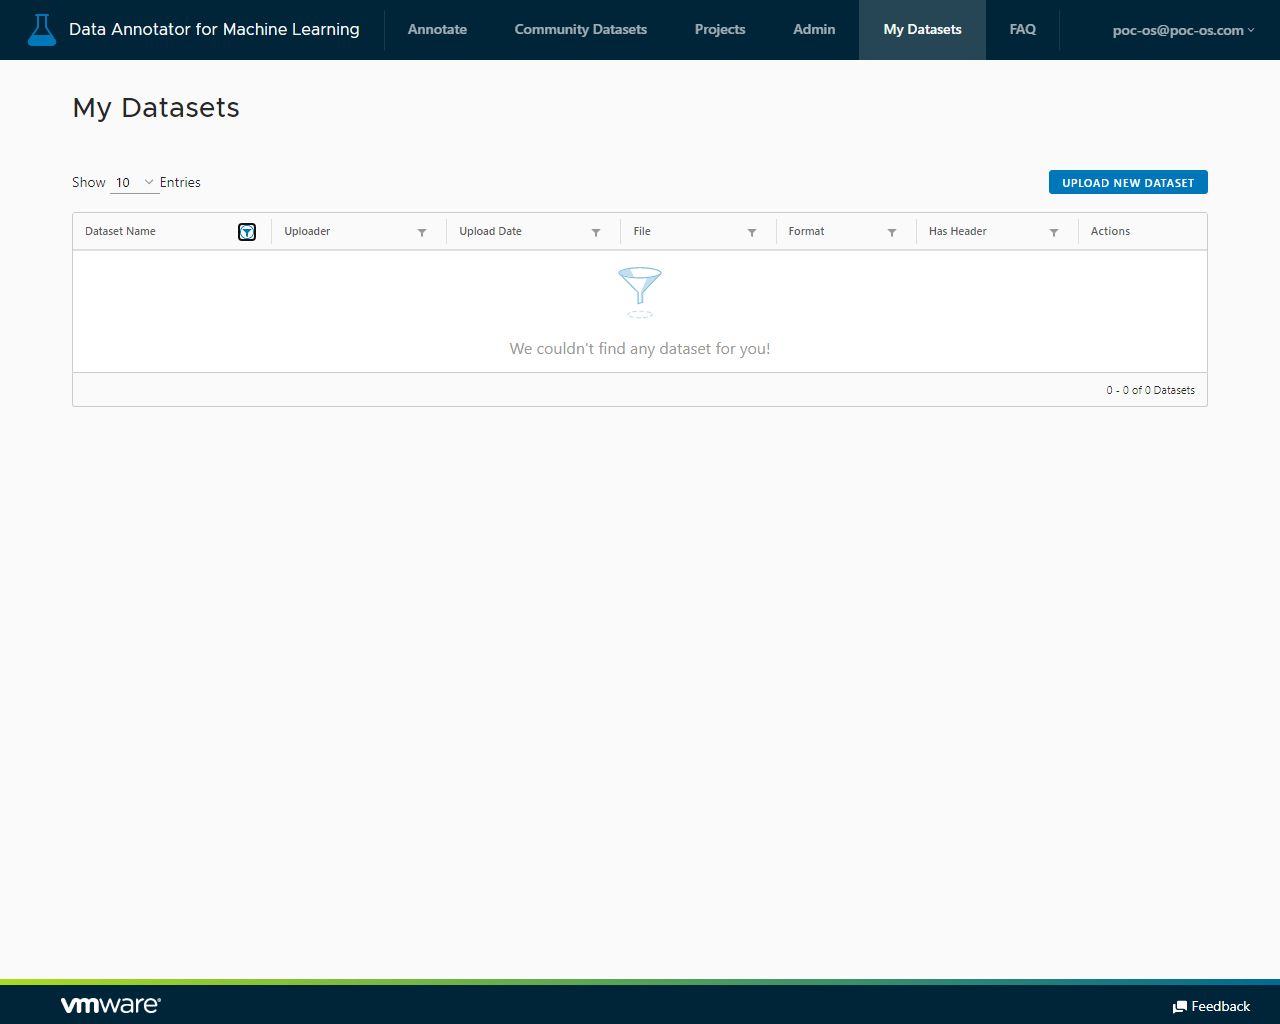 Data Annotator for Machine Learning
Annotate
Community Datasets
Projects
Admin
My Datasets
FAQ
poc-os@poc-os.com
My Datasets
Show 10 Entries
UPLOAD NEW DATASET
Dataset Name
Uploader
Upload Date
File
Format
Has Header
Actions
We couldn't find any dataset for you!
0 - 0 of 0 Datasets
vmware®
Feedback